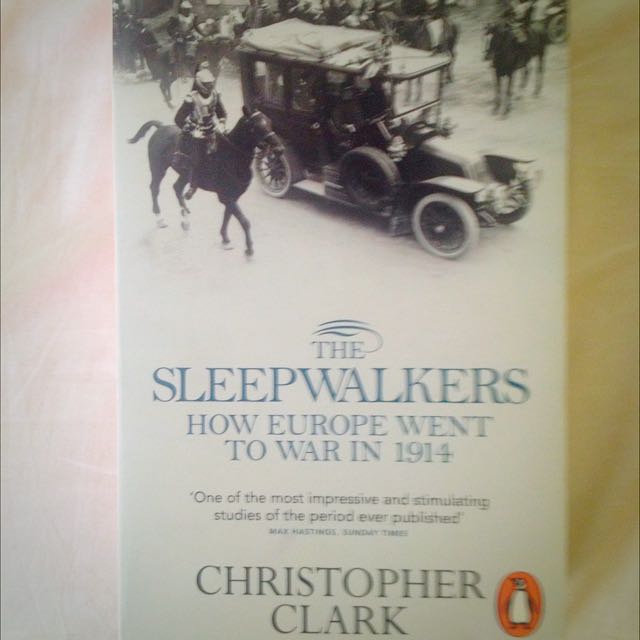 THE
SLEEPWALKERS
HOW EUROPE WENT
TO WAR IN 1914
'One of the most impressive and stimulating
studies of the period ever published'
MAX HASTINGS, SUNDAY TIMES
CHRISTOPHER
CLARK